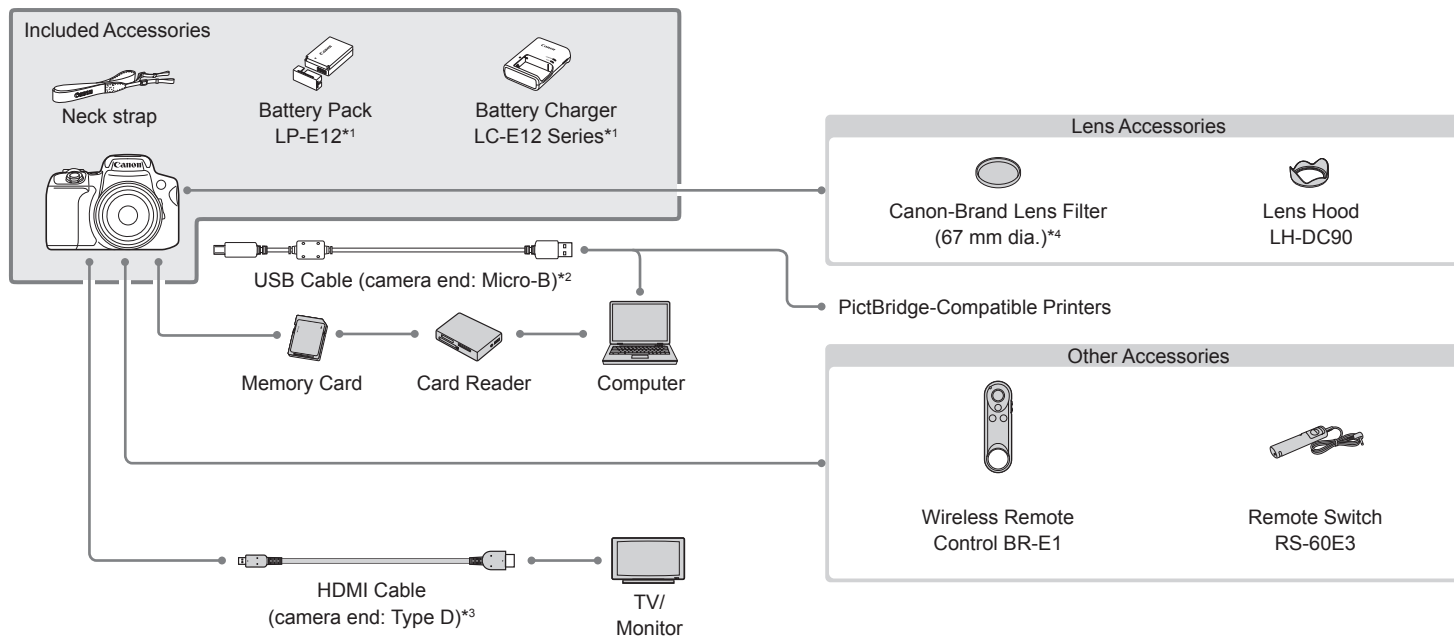 Included Accessories
Neck strap
Battery Pack
LP-E12*1
Battery Charger
LC-E12 Series*1
Canon
Lens Accessories
Canon-Brand Lens Filter
(67 mm dia.)*4
Lens Hood
LH-DC90
USB Cable (camera end: Micro-B)*2
PictBridge-Compatible Printers
Memory Card
Card Reader
Computer
Other Accessories
Wireless Remote
Control BR-E1
Remote Switch
RS-60E3
HDMI Cable
(camera end: Type D)*3
TV/
Monitor